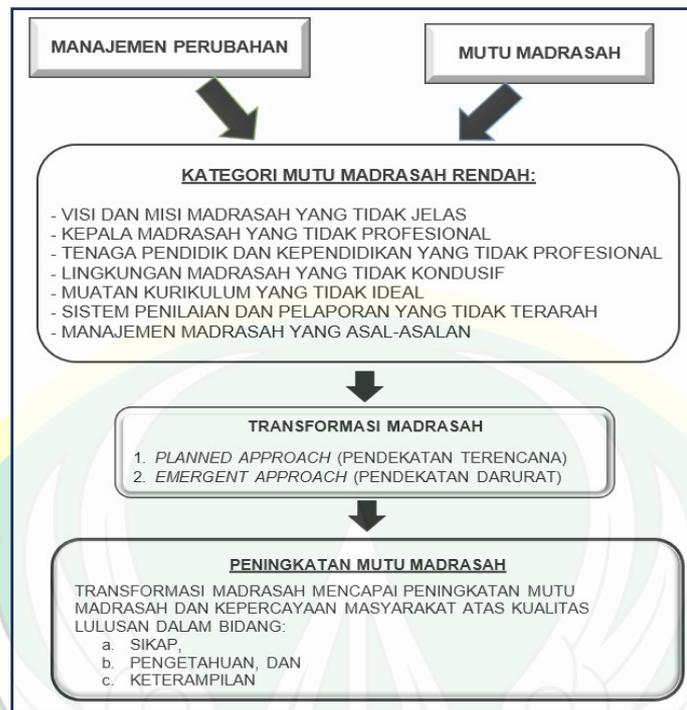 MANAJEMEN PERUBAHAN
MUTU MADRASAH
KATEGORI MUTU MADRASAH RENDAH:
- VISI DAN MISI MADRASAH YANG TIDAK JELAS
- KEPALA MADRASAH YANG TIDAK PROFESIONAL
- TENAGA PENDIDIK DAN KEPENDIDIKAN YANG TIDAK PROFESIONAL
- LINGKUNGAN MADRASAH YANG TIDAK KONDUSIF
- MUATAN KURIKULUM YANG TIDAK IDEAL
- SISTEM PENILAIAN DAN PELAPORAN YANG TIDAK TERARAH
- MANAJEMEN MADRASAH YANG ASAL-ASALAN
TRANSFORMASI MADRASAH
1. PLANNED APPROACH (PENDEKATAN TERENCANA)
2. EMERGENT APPROACH (PENDEKATAN DARURAT)
PENINGKATAN MUTU MADRASAH
TRANSFORMASI MADRASAH MENCAPAI PENINGKATAN MUTU
MADRASAH DAN KEPERCAYAAN MASYARAKAT ATAS KUALITAS
LULUSAN DALAM BIDANG:
a. SIKAP,
b. PENGETAHUAN, DAN
c. KETERAMPILAN